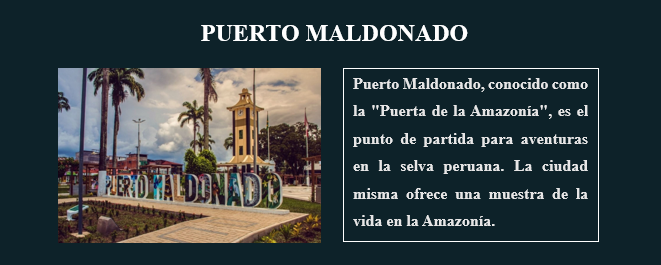 PUERTO MALDONADO
PUERTO MALDONADO
Puerto Maldonado, conocido como
la "Puerta de la Amazonía", es el
punto de partida para aventuras
en la selva peruana. La ciudad
misma ofrece una muestra de la
vida en la Amazonía.